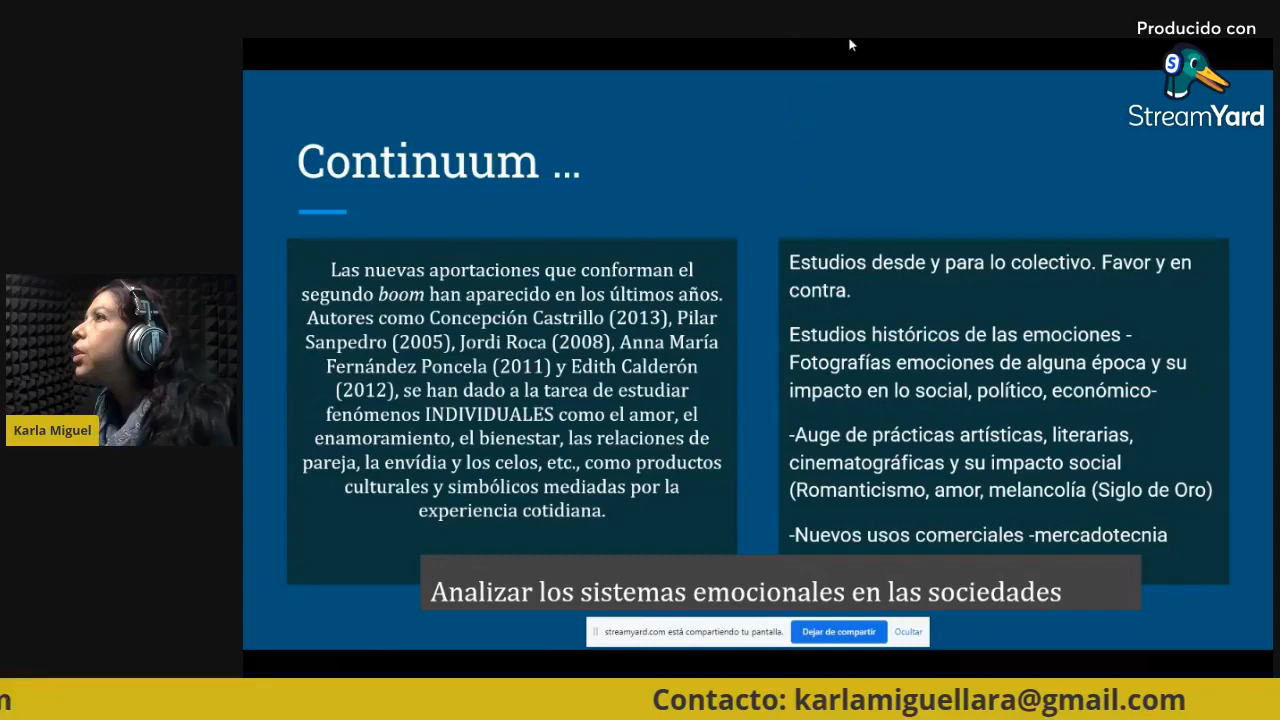 Producido con
StreamYard
Continuum ...
Las nuevas aportaciones que conforman el
segundo boom han aparecido en los últimos años.
Autores como Concepción Castrillo (2013), Pilar
Sanpedro (2005), Jordi Roca (2008), Anna María
Fernández Poncela (2011) y Edith Calderón
(2012), se han dado a la tarea de estudiar
fenómenos INDIVIDUALES como el amor, el
enamoramiento, el bienestar, las relaciones de
pareja, la envídia y los celos, etc., como productos
culturales y simbólicos mediadas por la
experiencia cotidiana.
Estudios desde y para lo colectivo. Favor y en
contra.
Estudios históricos de las emociones -
Fotografías emociones de alguna época y su
impacto en lo social, político, económico-
-Auge de prácticas artísticas, literarias,
cinematográficas y su impacto social
(Romanticismo, amor, melancolía (Siglo de Oro)
-Nuevos usos comerciales -mercadotecnia
Analizar los sistemas emocionales en las sociedades
streamyard.com está compartiendo tu pantalla.
Dejar de compartir
Ocultar
Karla Miguel
m
Contacto: karlamiguellara@gmail.com